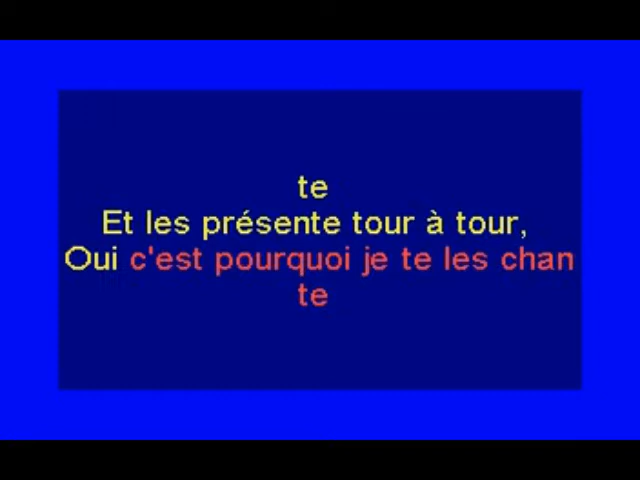 te
Et les présente tour à tour,
Oui c'est pourquoi je te les chan
te